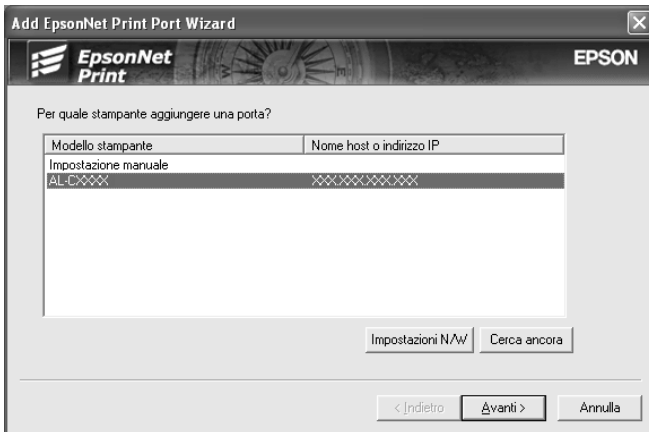 Add EpsonNet Print Port Wizard
EpsonNet
Print
EPSON
Per quale stampante aggiungere una porta?
Modello stampante Nome host o indirizzo IP
Impostazione manuale
AL-CXXXX XXX.XXX.XXX.XXX
Impostazioni N/W Cerca ancora
< Indietro Avanti > Annulla